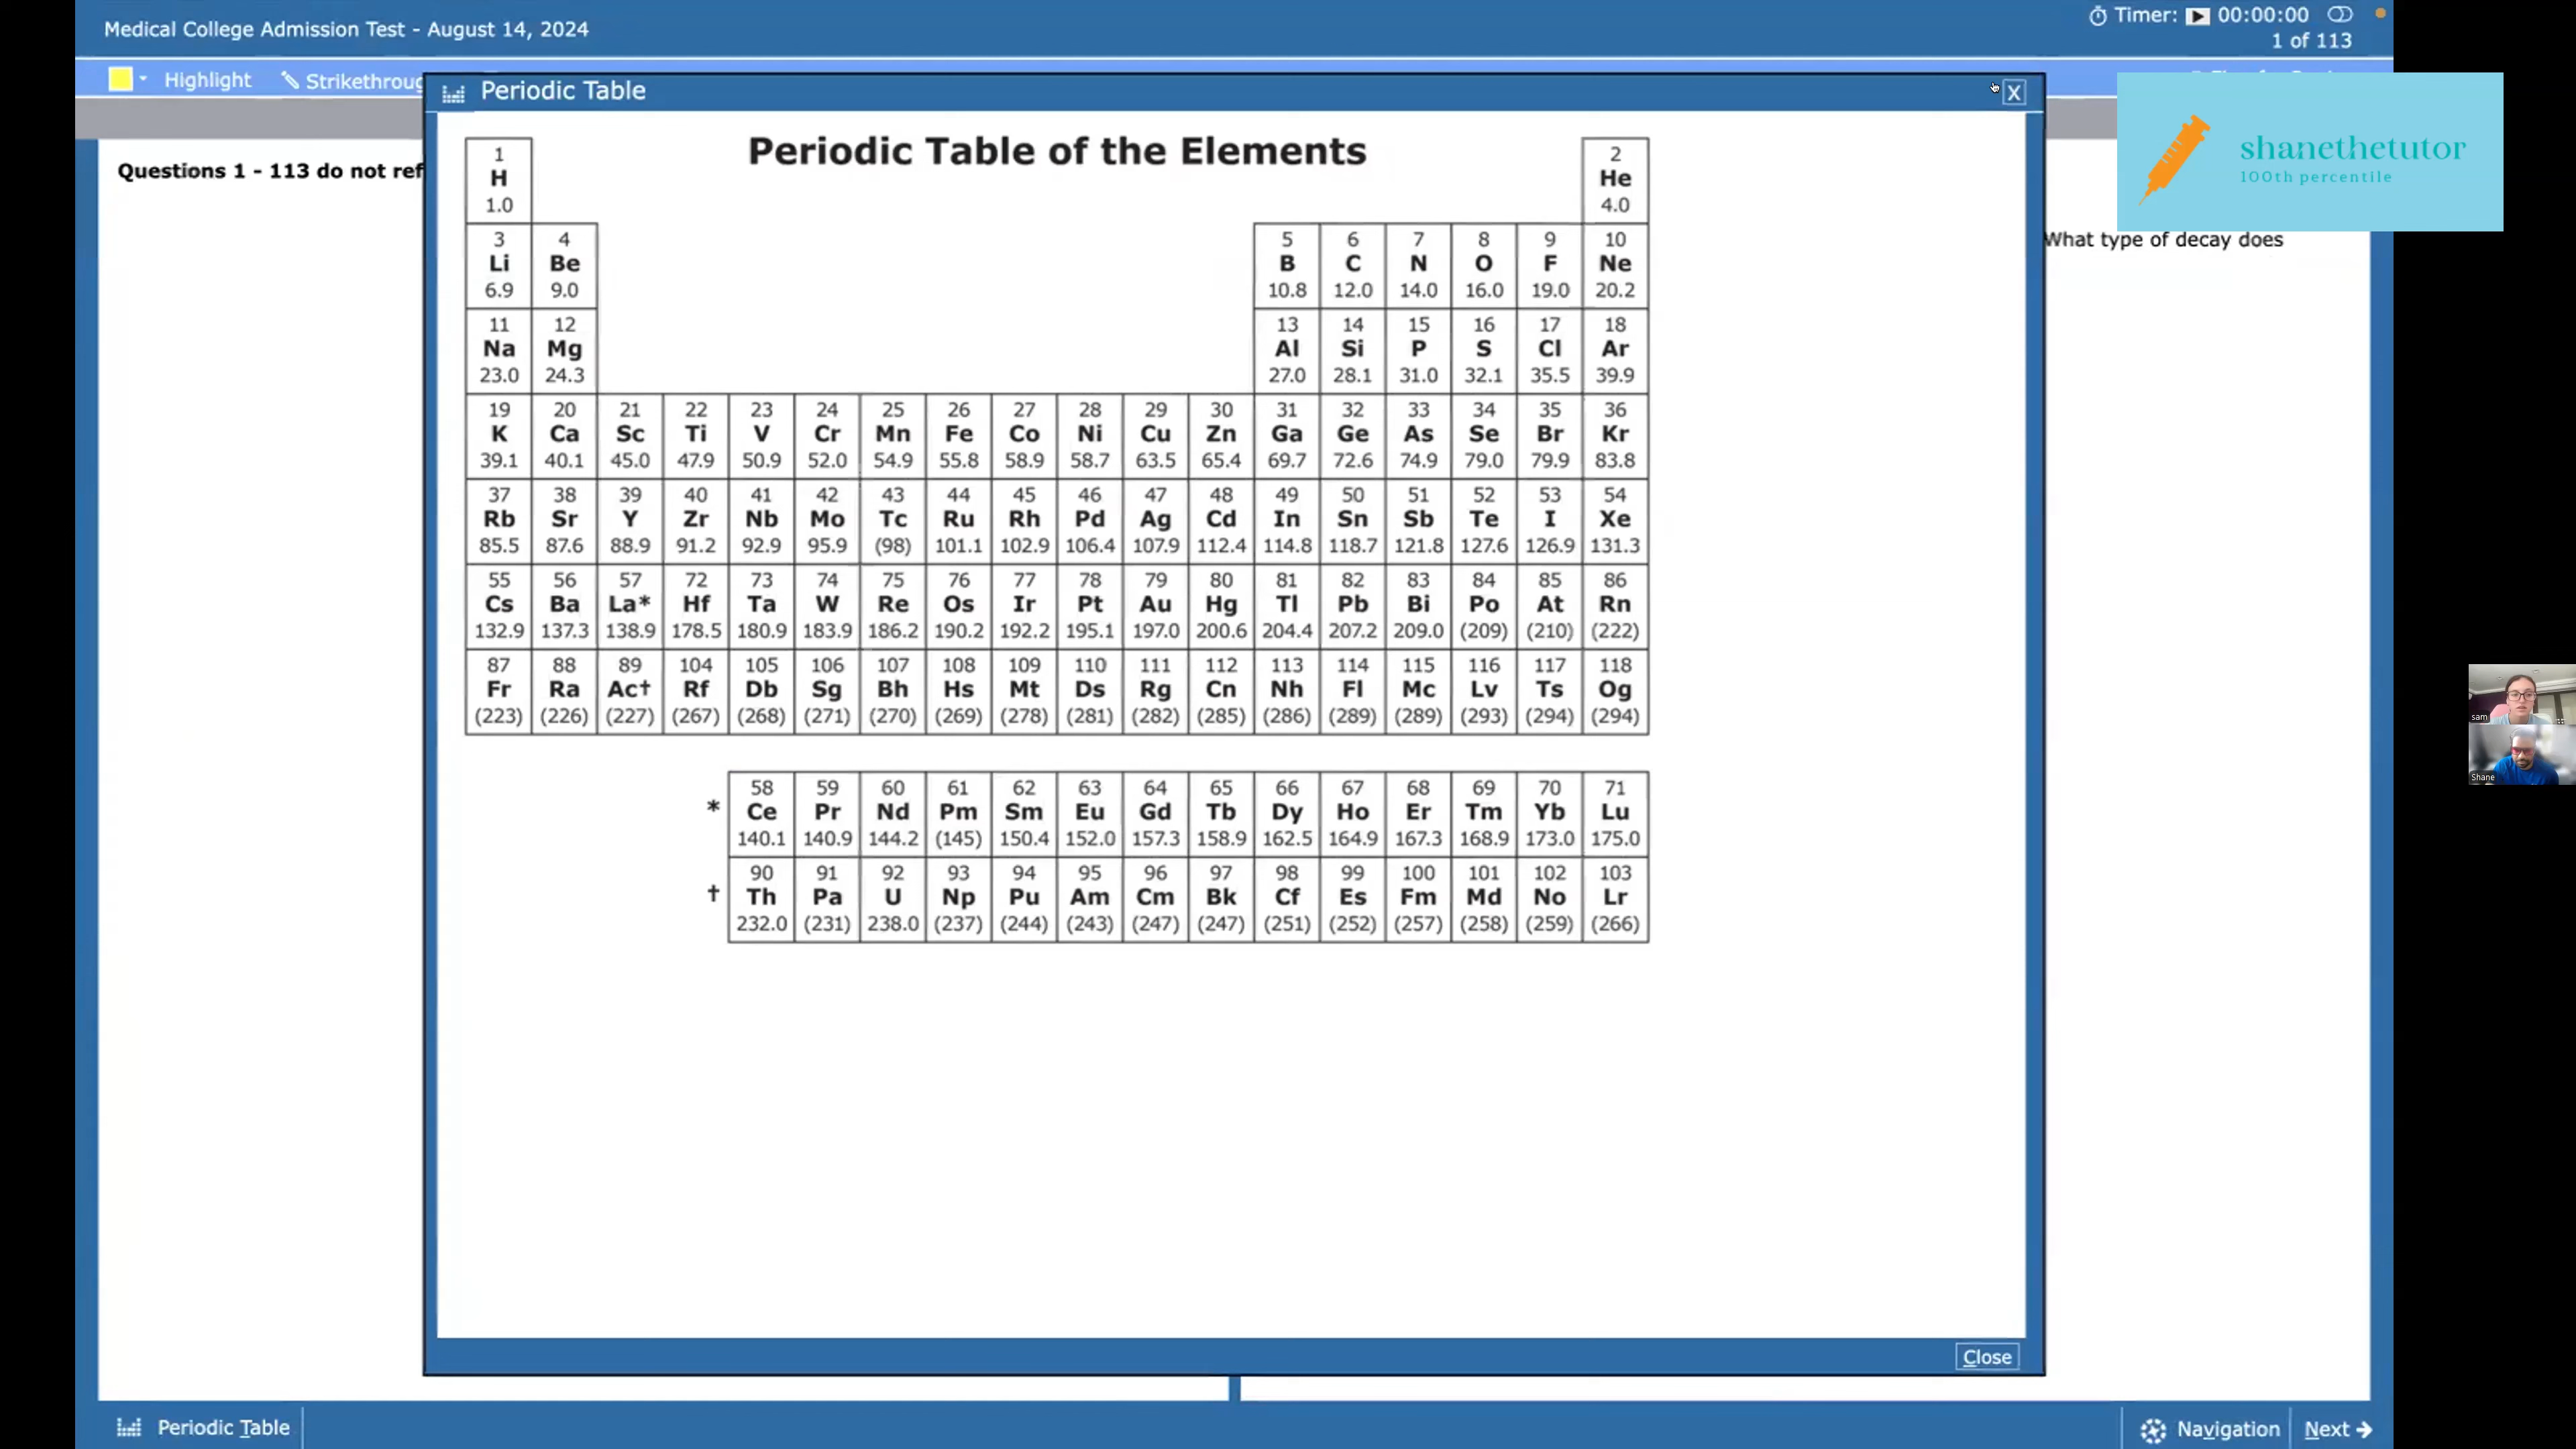 Medical College Admission Test - August 14, 2024
Timer: 00:00:00
1 of 113
Highlight
Strikethroug
Periodic Table
X
shanethetutor
100th percentile
Questions 1 - 113 do not ref
What type of decay does
Periodic Table of the Elements
1 2
H He
1.0 4.0
3 4 5 6 7 8 9 10
Li Be B C N O F Ne
6.9 9.0 10.8 12.0 14.0 16.0 19.0 20.2
11 12 13 14 15 16 17 18
Na Mg Al Si P S Cl Ar
23.0 24.3 27.0 28.1 31.0 32.1 35.5 39.9
19 20 21 22 23 24 25 26 27 28 29 30 31 32 33 34 35 36
K Ca Sc Ti V Cr Mn Fe Co Ni Cu Zn Ga Ge As Se Br Kr
39.1 40.1 45.0 47.9 50.9 52.0 54.9 55.8 58.9 58.7 63.5 65.4 69.7 72.6 74.9 79.0 79.9 83.8
37 38 39 40 41 42 43 44 45 46 47 48 49 50 51 52 53 54
Rb Sr Y Zr Nb Mo Tc Ru Rh Pd Ag Cd In Sn Sb Te I Xe
85.5 87.6 88.9 91.2 92.9 95.9 (98) 101.1 102.9 106.4 107.9 112.4 114.8 118.7 121.8 127.6 126.9 131.3
55 56 57 72 73 74 75 76 77 78 79 80 81 82 83 84 85 86
Cs Ba La* Hf Ta W Re Os Ir Pt Au Hg Tl Pb Bi Po At Rn
132.9 137.3 138.9 178.5 180.9 183.9 186.2 190.2 192.2 195.1 197.0 200.6 204.4 207.2 209.0 (209) (210) (222)
87 88 89 104 105 106 107 108 109 110 111 112 113 114 115 116 117 118
Fr Ra Ac† Rf Db Sg Bh Hs Mt Ds Rg Cn Nh Fl Mc Lv Ts Og
(223) (226) (227) (267) (268) (271) (270) (269) (278) (281) (282) (285) (286) (289) (289) (293) (294) (294)
58 59 60 61 62 63 64 65 66 67 68 69 70 71
* Ce Pr Nd Pm Sm Eu Gd Tb Dy Ho Er Tm Yb Lu
140.1 140.9 144.2 (145) 150.4 152.0 157.3 158.9 162.5 164.9 167.3 168.9 173.0 175.0
90 91 92 93 94 95 96 97 98 99 100 101 102 103
† Th Pa U Np Pu Am Cm Bk Cf Es Fm Md No Lr
232.0 (231) 238.0 (237) (244) (243) (247) (247) (251) (252) (257) (258) (259) (266)
sam
Shane
Close
Periodic Table
Navigation
Next